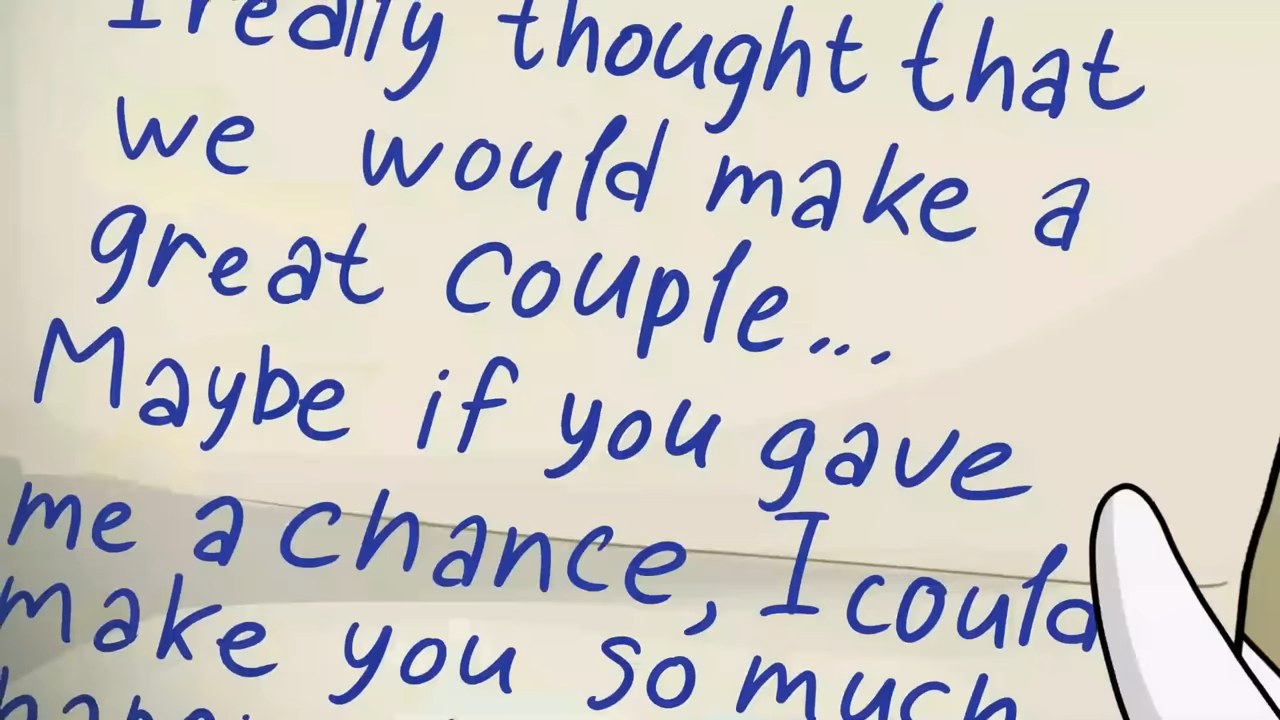 I really thought that
we would make a
great couple...
Maybe if you gave
me a chance, I could
make you so much